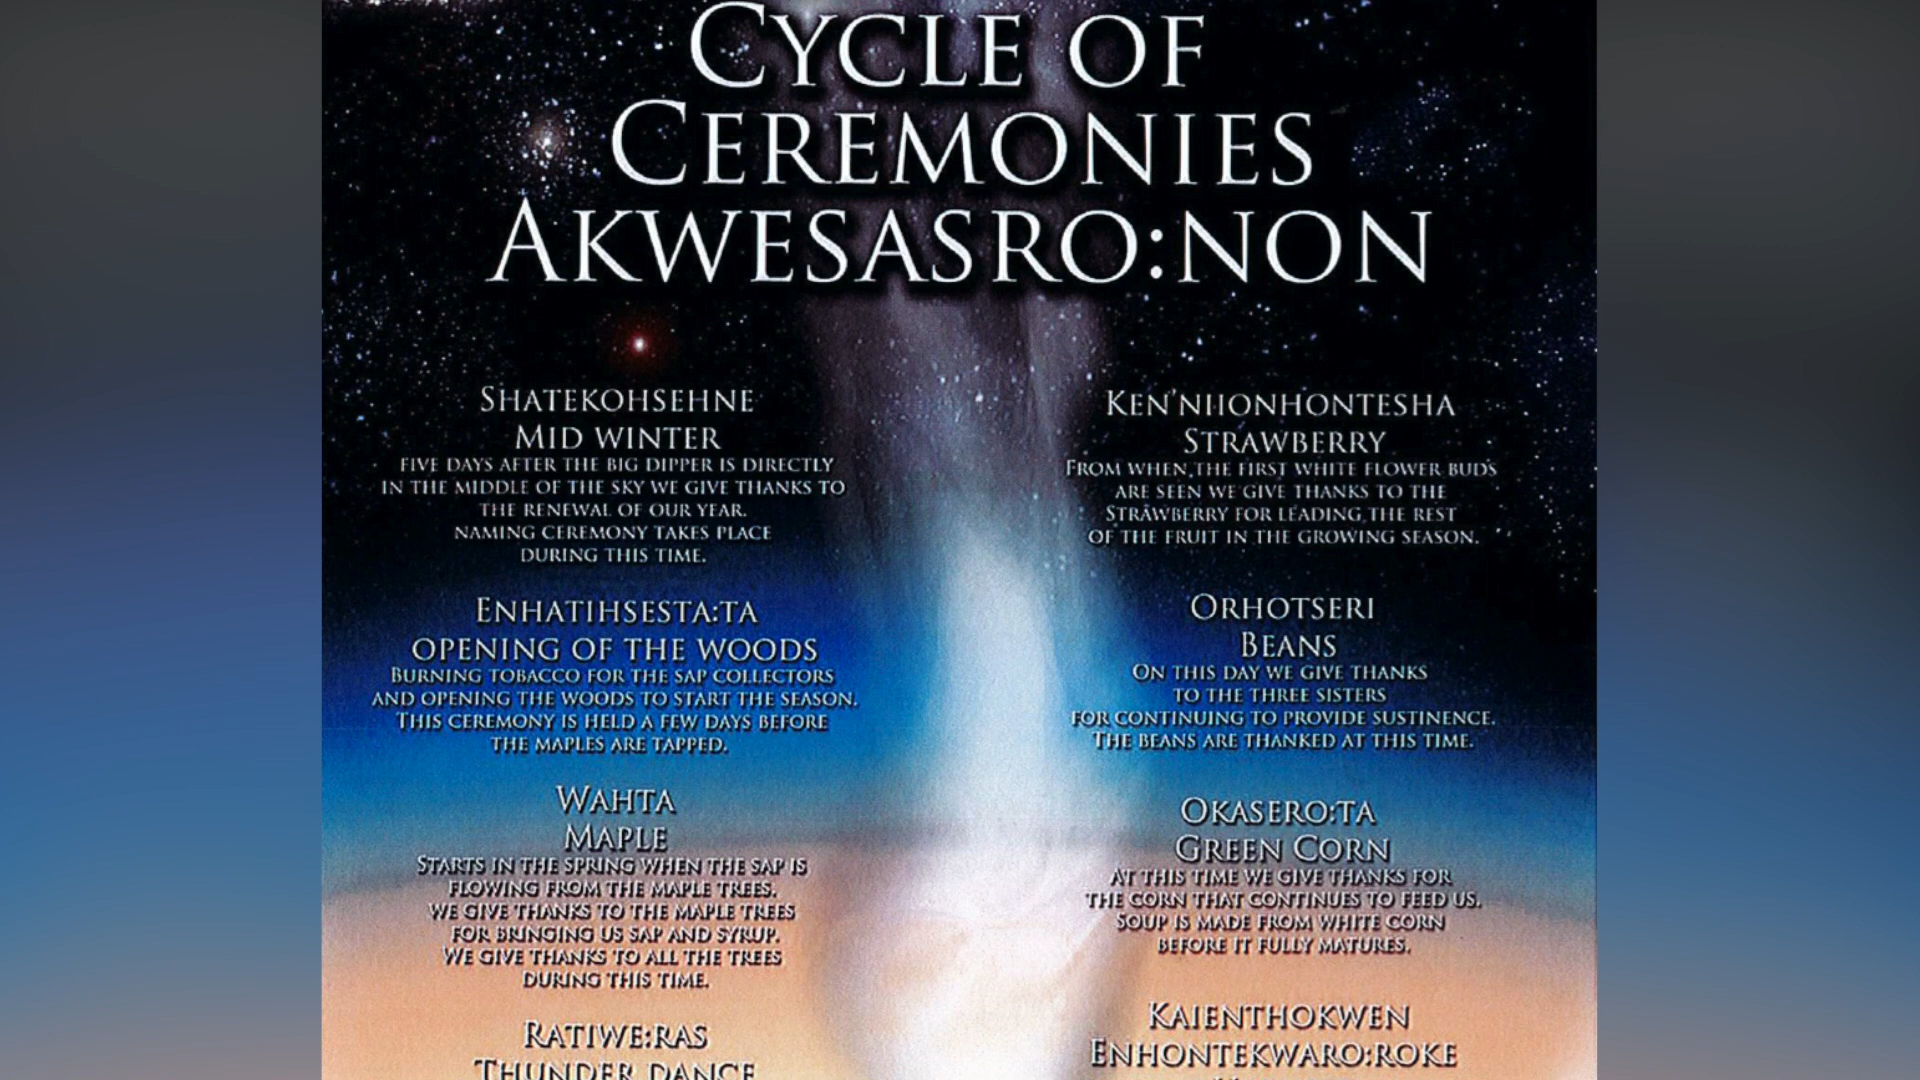 Cycle of
Ceremonies
Akwesasro:non
Shatekohsehne
Mid winter
five days after the big dipper is directly
in the middle of the sky we give thanks to
the renewal of our year.
naming ceremony takes place
during this time.
Enhatihsesta:ta
opening of the woods
Burning tobacco for the sap collectors
and opening the woods to start the season.
This ceremony is held a few days before
the maples are tapped.
Wahta
Maple
Starts in the spring when the sap is
flowing from the maple trees.
we give thanks to the maple trees
for bringing us sap and syrup.
We give thanks to all the trees
during this time.
Ratiwe:ras
Thunder dance
Ken'niionhontesha
Strawberry
From when the first white flower buds
are seen we give thanks to the
Strawberry for leading the rest
of the fruit in the growing season.
Orhotseri
Beans
On this day we give thanks
to the three sisters
for continuing to provide sustinence.
The beans are thanked at this time.
Okasero:ta
Green Corn
At this time we give thanks for
the corn that continues to feed us.
Soup is made from white corn
before it fully matures.
Kaienthokwen
Enhontekwaro:roke